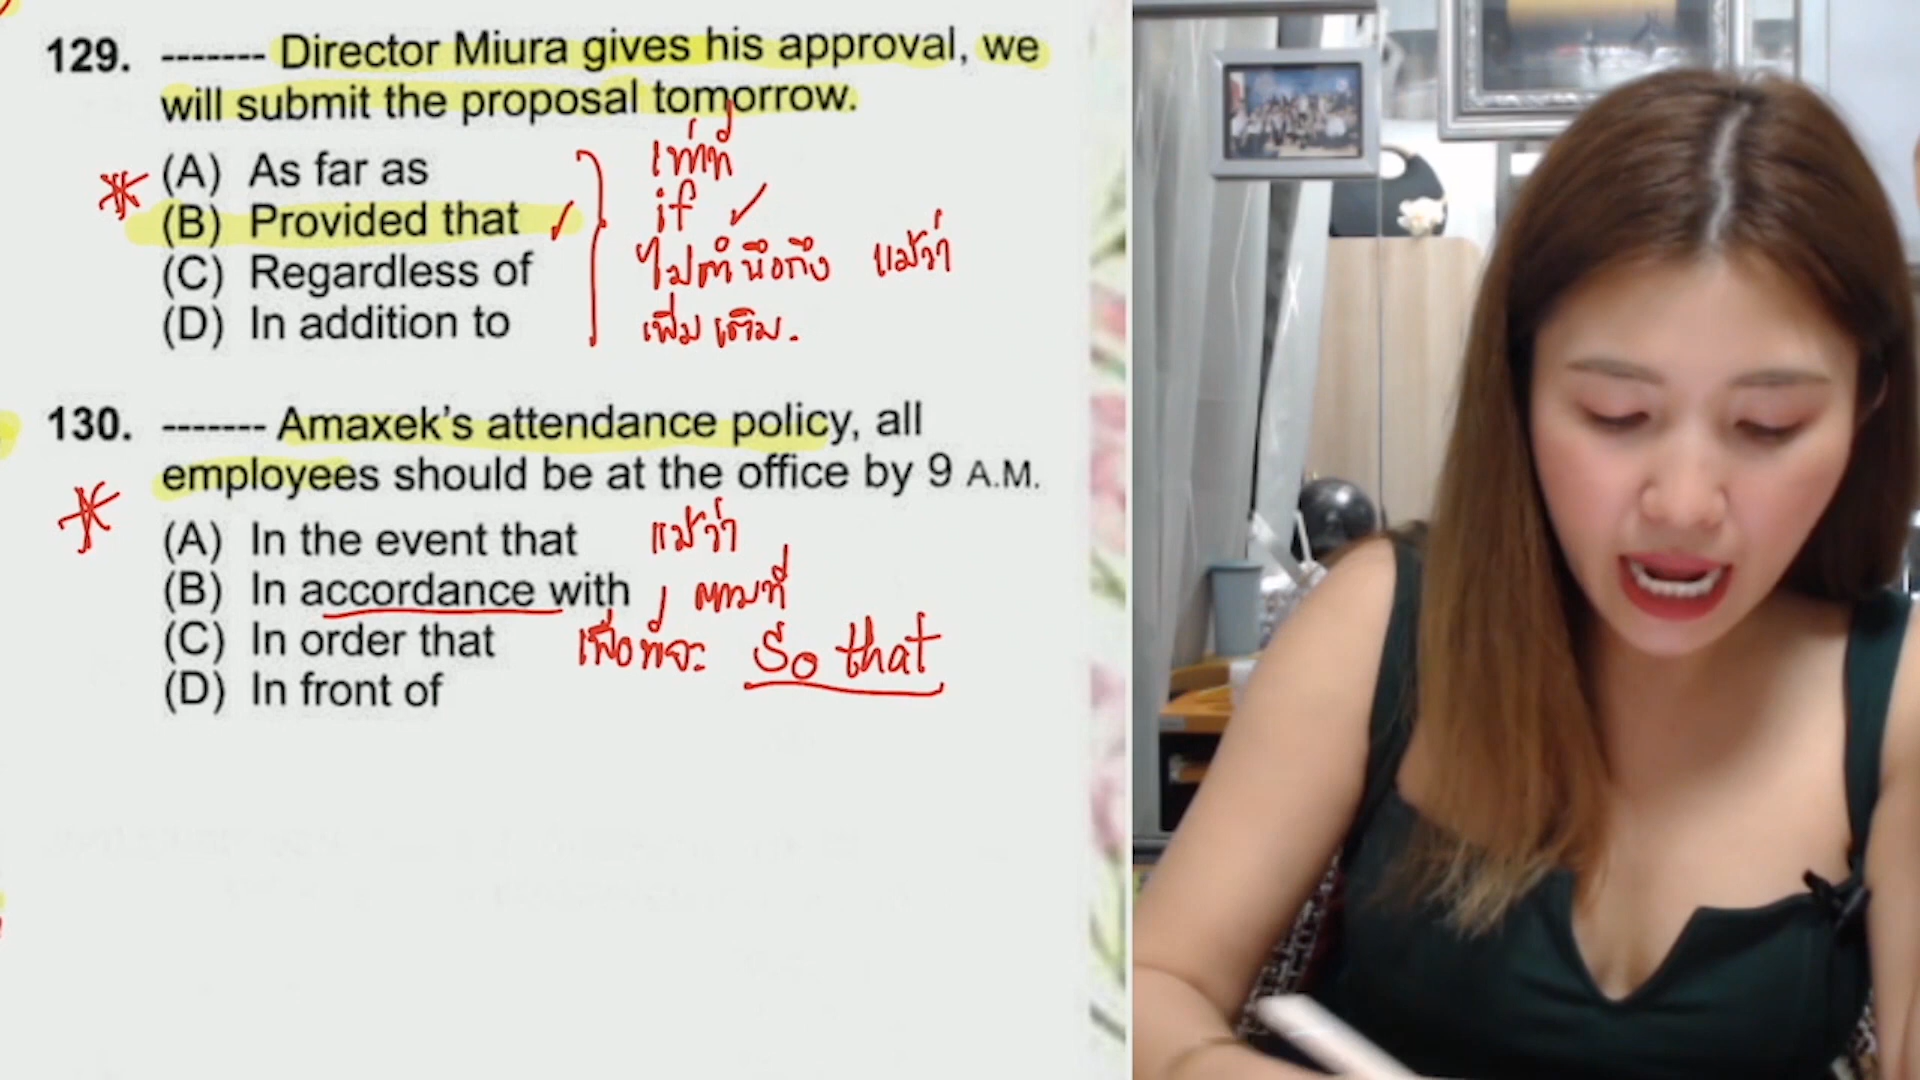 129. ------- Director Miura gives his approval, we
will submit the proposal tomorrow.
(A) As far as เท่าที่
(B) Provided that if
(C) Regardless of ไม่คำนึงถึง แม้ว่า
(D) In addition to เพิ่มเติม.
130. ------- Amaxek's attendance policy, all
employees should be at the office by 9 A.M.
(A) In the event that แม้ว่า
(B) In accordance with ตามที่
(C) In order that เพื่อที่จะ So that
(D) In front of